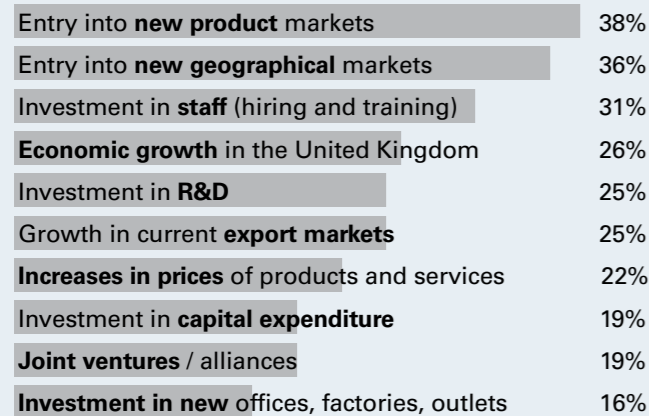 Entry into new product markets 38%
Entry into new geographical markets 36%
Investment in staff (hiring and training) 31%
Economic growth in the United Kingdom 26%
Investment in R&D 25%
Growth in current export markets 25%
Increases in prices of products and services 22%
Investment in capital expenditure 19%
Joint ventures / alliances 19%
Investment in new offices, factories, outlets 16%